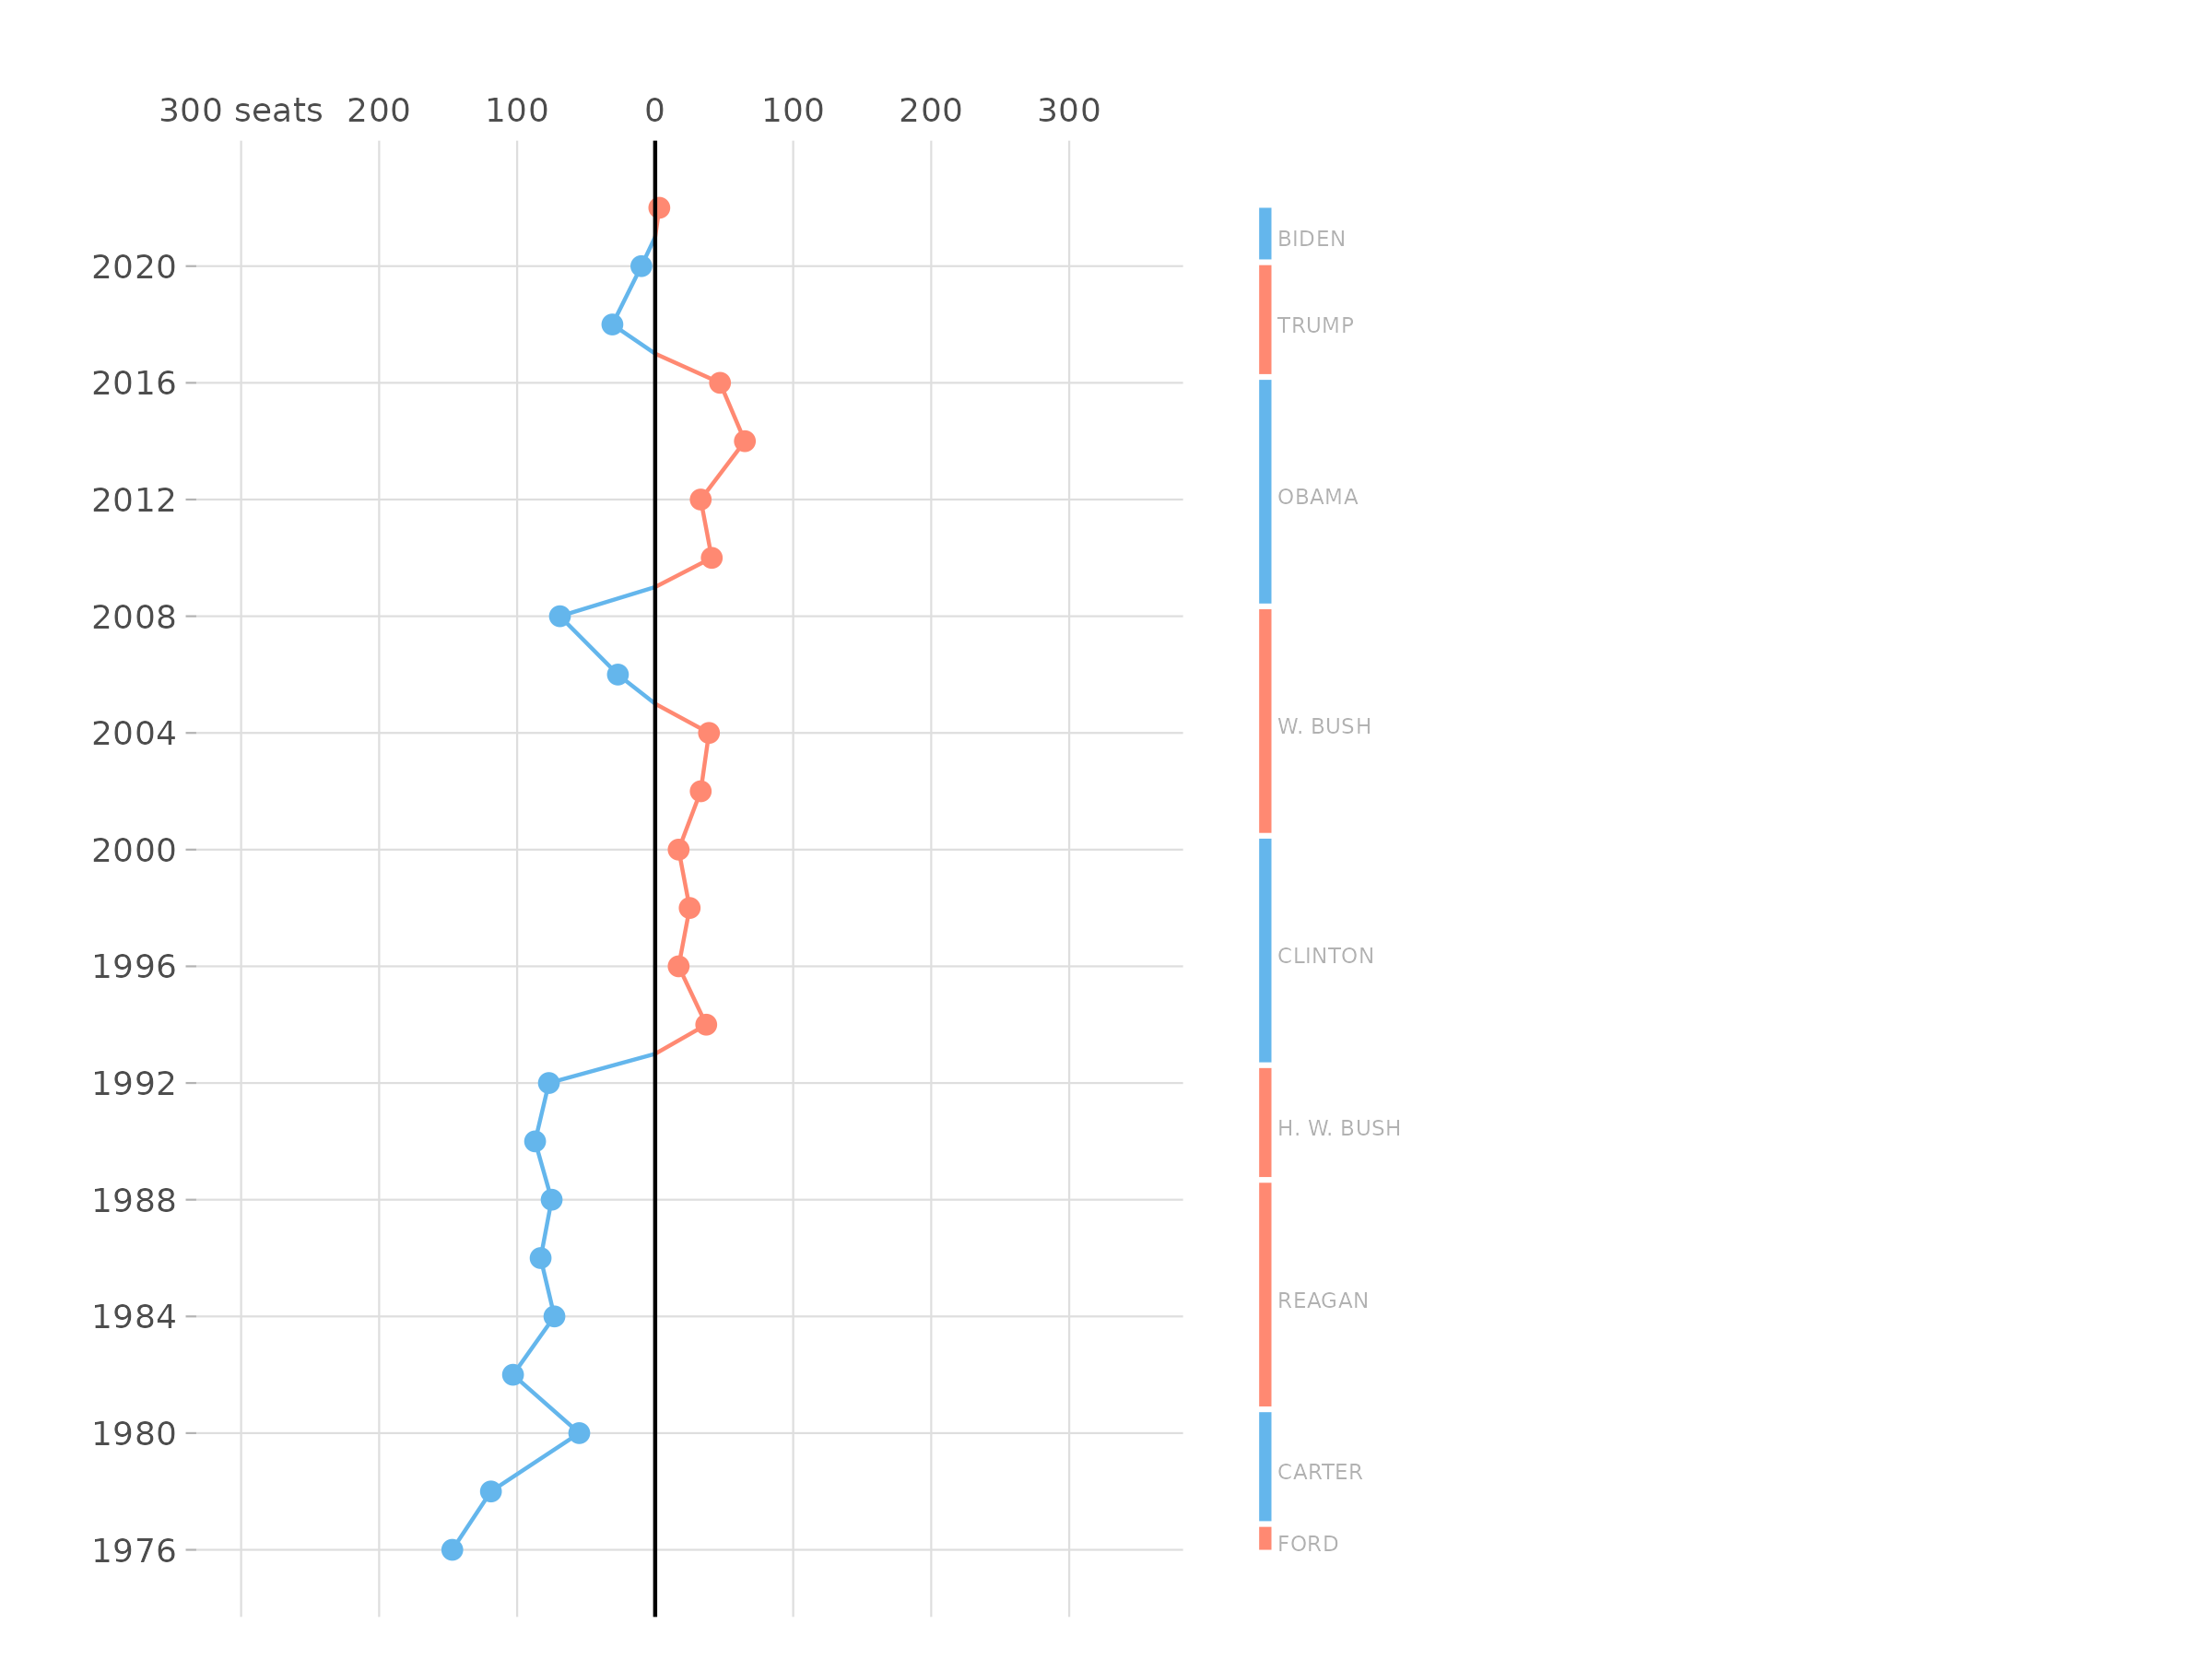 300 seats 200 100 0 100 200 300
BIDEN
2020
TRUMP
2016
OBAMA
2012
2008
W. BUSH
2004
2000
CLINTON
1996
1992
H. W. BUSH
1988
REAGAN
1984
1980
CARTER
FORD
1976